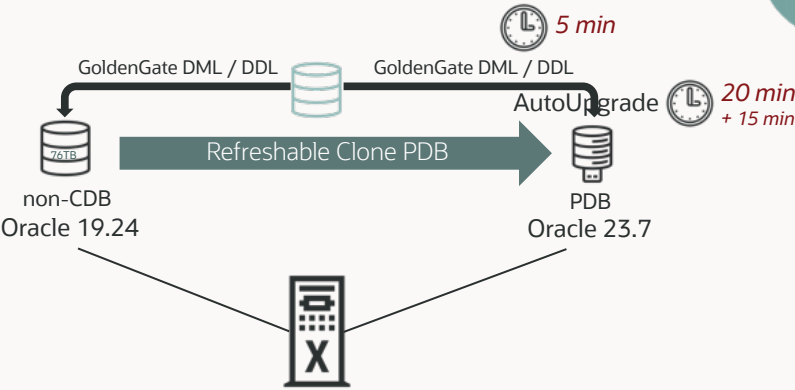 5 min
GoldenGate DML / DDL
GoldenGate DML / DDL
AutoUpgrade
20 min
+ 15 min
76TB
Refreshable Clone PDB
non-CDB
Oracle 19.24
PDB
Oracle 23.7
X